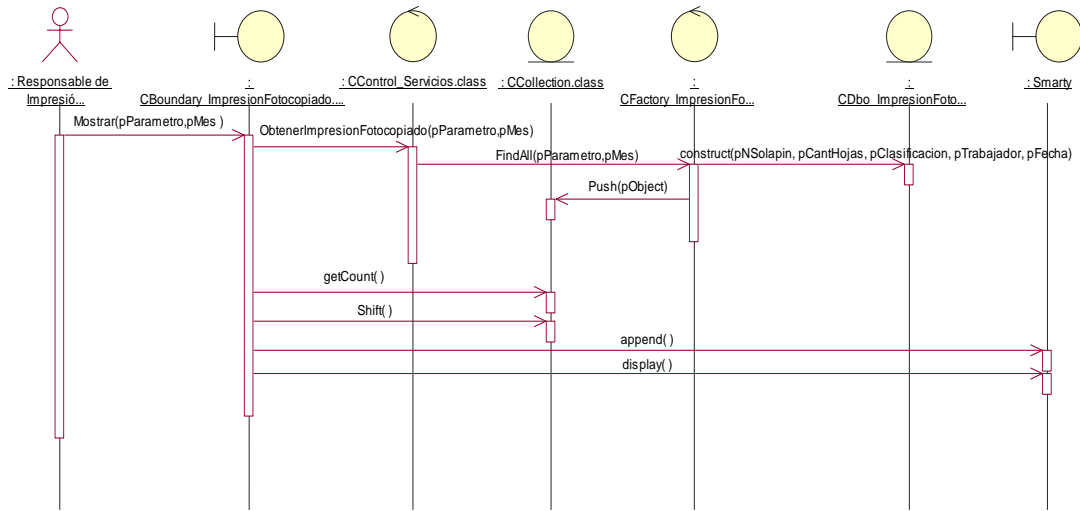 : Responsable de
Impresió...
:
CBoundary_ImpresionFotocopiado....
: CControl_Servicios.class
: CCollection.class
:
CFactory_ImpresionFo...
:
CDbo_ImpresionFoto...
: Smarty
Mostrar(pParametro,pMes )
ObtenerImpresionFotocopiado(pParametro,pMes)
FindAll(pParametro,pMes)
construct(pNSolapin, pCantHojas, pClasificacion, pTrabajador, pFecha)
Push(pObject)
getCount( )
Shift( )
append( )
display( )